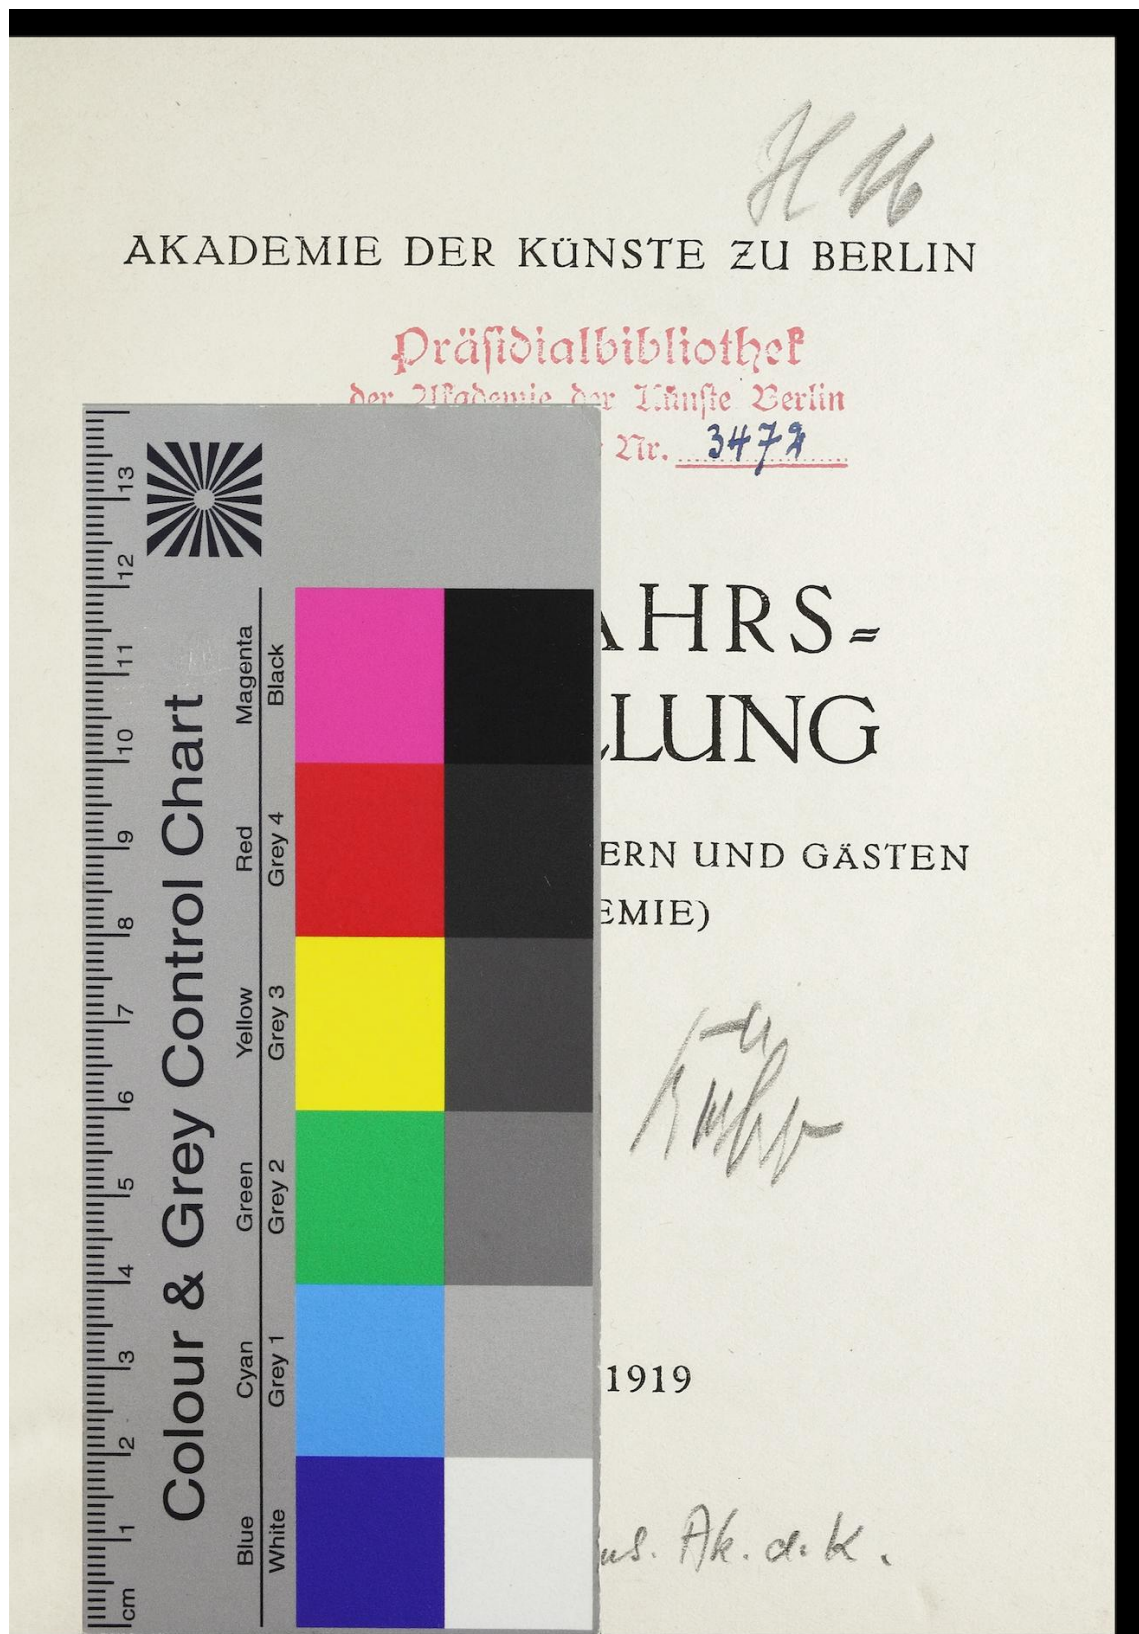 AKADEMIE DER KÜNSTE ZU BERLIN
Präsidialbibliothek
der Akademie der Künste Berlin
Nr. 3472
AHRS=
LLUNG
ERN UND GÄSTEN
EMIE)
1919
Ak. d. K.
Colour & Grey Control Chart
Magenta Red Yellow Green Cyan Blue
Black Grey 4 Grey 3 Grey 2 Grey 1 White
13
12
11
10
9
8
7
6
5
4
3
2
1
cm